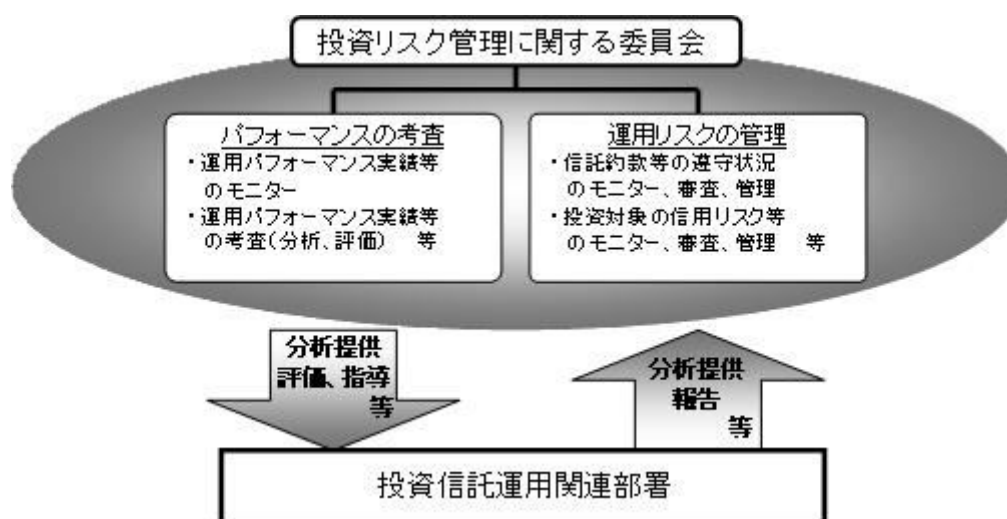 投資リスク管理に関する委員会
パフォーマンスの考査
・運用パフォーマンス実績等
のモニター
・運用パフォーマンス実績等
の考査(分析、評価) 等
運用リスクの管理
・信託約款等の遵守状況
のモニター、審査、管理
・投資対象の信用リスク等
のモニター、審査、管理 等
分析提供
評価、指導
等
分析提供
報告
等
投資信託運用関連部署